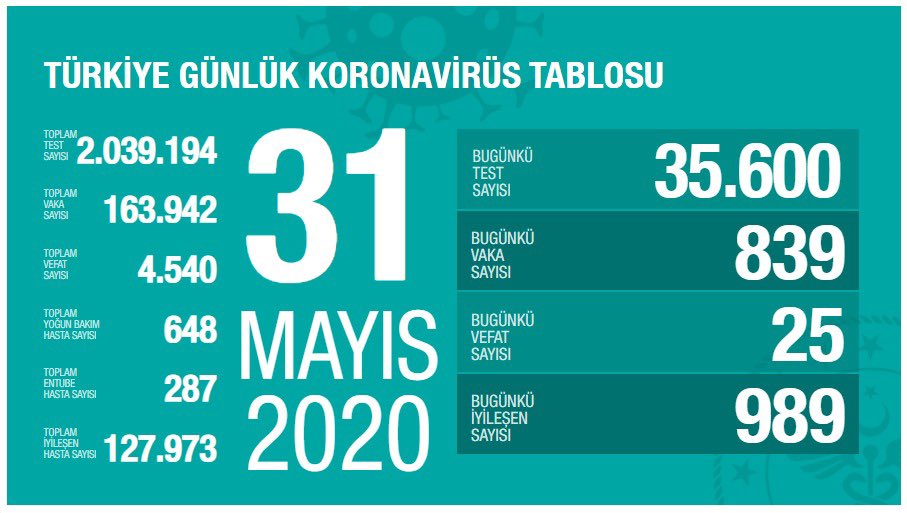 TÜRKİYE GÜNLÜK KORONAVİRÜS TABLOSU
TOPLAM
TEST
SAYISI
2.039.194
TOPLAM
VAKA
SAYISI
163.942
TOPLAM
VEFAT
SAYISI
4.540
TOPLAM
YOĞUN BAKIM
HASTA SAYISI
648
TOPLAM
ENTUBE
HASTA SAYISI
287
TOPLAM
İYİLEŞEN
HASTA SAYISI
127.973
31
MAYIS
2020
BUGÜNKÜ
TEST
SAYISI
35.600
BUGÜNKÜ
VAKA
SAYISI
839
BUGÜNKÜ
VEFAT
SAYISI
25
BUGÜNKÜ
İYİLEŞEN
SAYISI
989